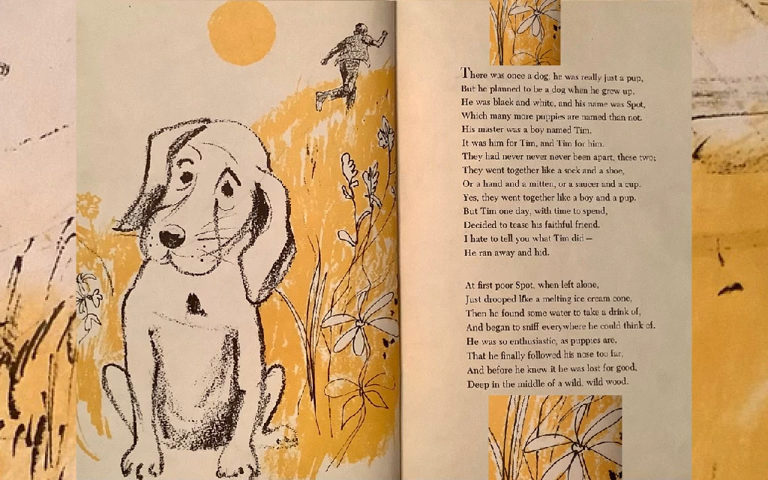 There was once a dog, he was really just a pup,
But he planned to be a dog when he grew up.
He was black and white, and his name was Spot,
Which many more puppies are named than not.
His master was a boy named Tim.
It was him for Tim, and Tim for him.
They had never never never been apart, these two;
They went together like a sock and a shoe,
Or a hand and a mitten, or a saucer and a cup.
Yes, they went together like a boy and a pup.
But Tim one day, with time to spend,
Decided to tease his faithful friend.
I hate to tell you what Tim did—
He ran away and hid.
At first poor Spot, when left alone,
Just drooped like a melting ice cream cone,
Then he found some water to take a drink of,
And began to sniff everywhere he could think of.
He was so enthusiastic, as puppies are,
That he finally followed his nose too far,
And before he knew it he was lost for good,
Deep in the middle of a wild, wild wood.